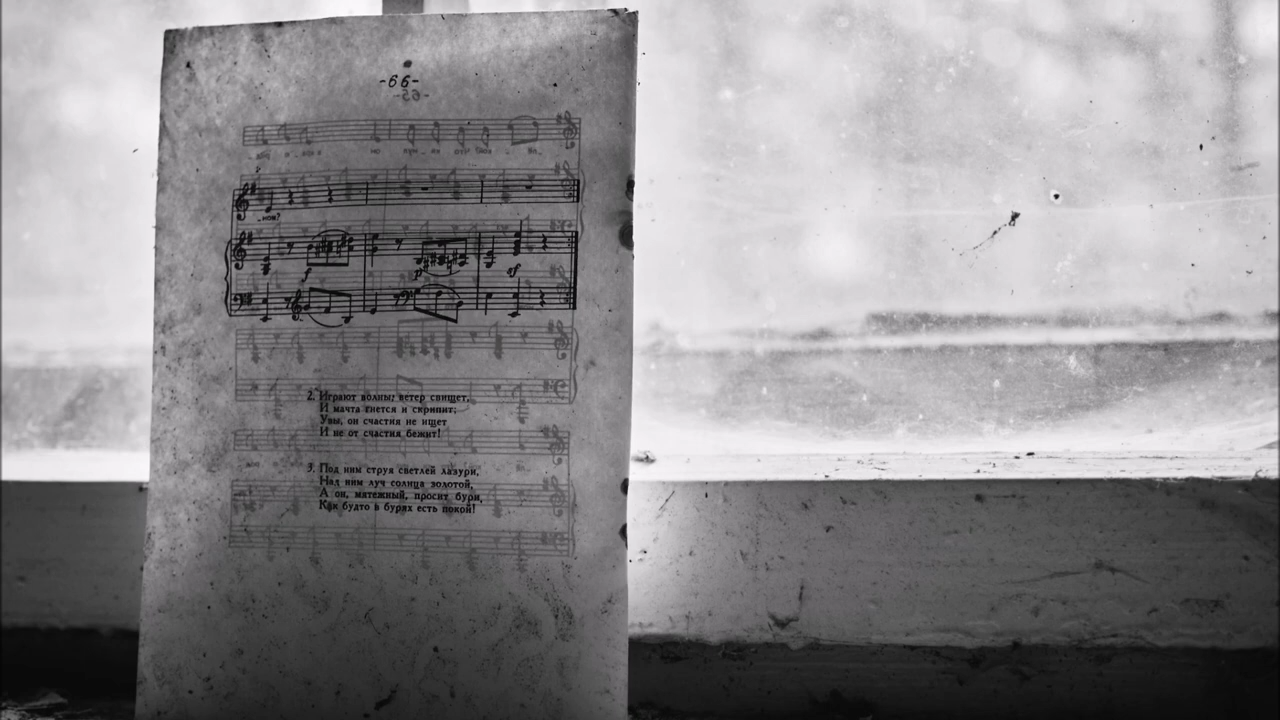 -66-
-65-
-ной?
2. Играют волны; ветер свищет,
И мачта гнется и скрипит;
Увы, он счастия не ищет
И не от счастия бежит!
3. Под ним струя светлей лазури,
Над ним луч солнца золотой,
А он, мятежный, просит бури,
Как будто в бурях есть покой!